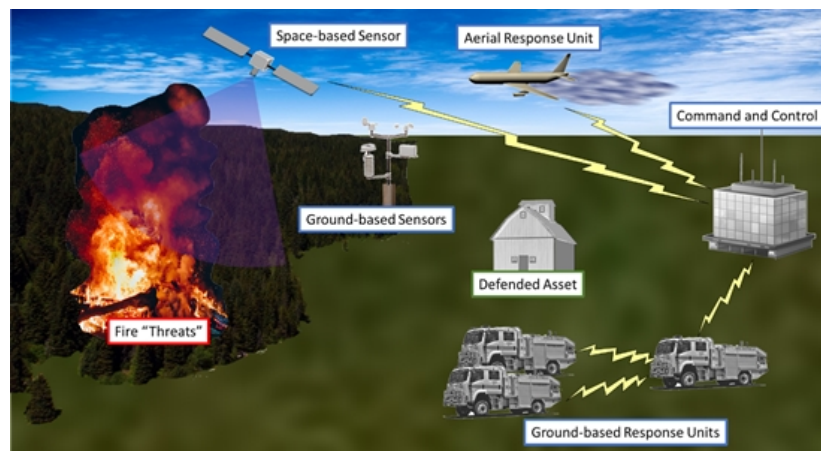 Space-based Sensor
Aerial Response Unit
Command and Control
Ground-based Sensors
Defended Asset
Fire “Threats”
Ground-based Response Units